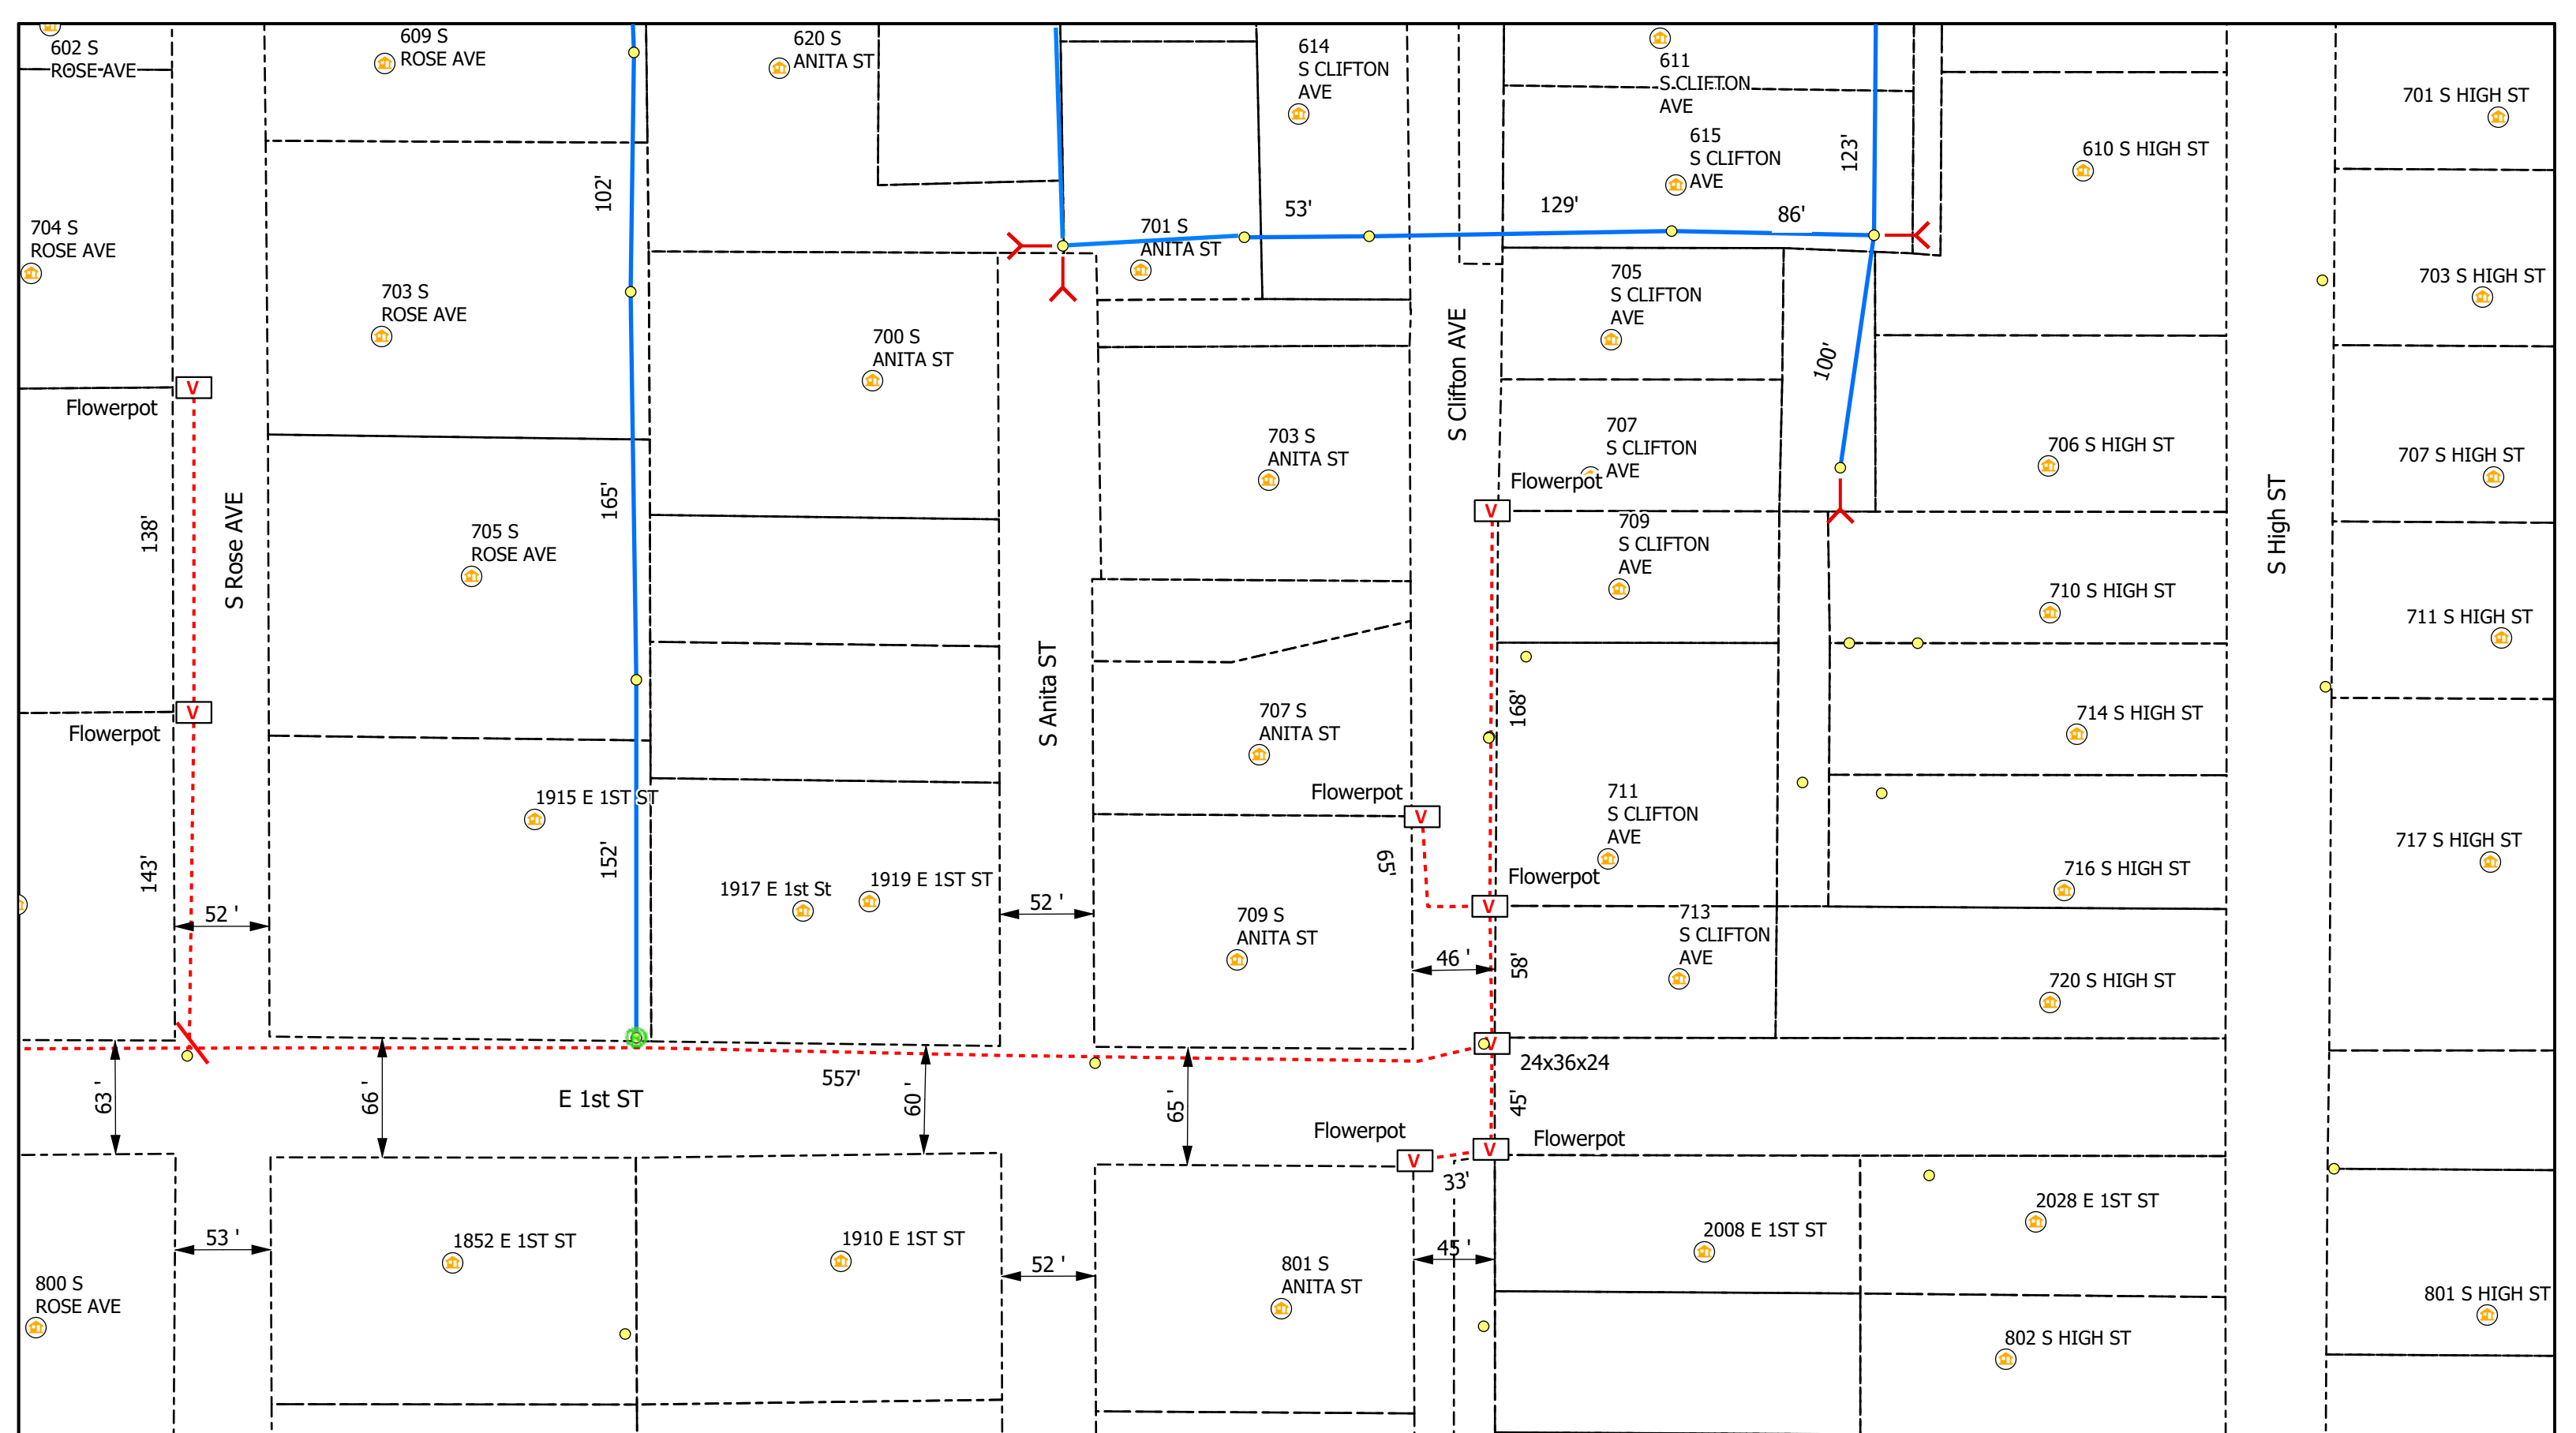 602 S
ROSE AVE
609 S
ROSE AVE
620 S
ANITA ST
614
S CLIFTON
AVE
611
S CLIFTON
AVE
615
S CLIFTON
AVE
123'
610 S HIGH ST
701 S HIGH ST
102'
704 S
ROSE AVE
703 S
ROSE AVE
701 S
ANITA ST
53'
129'
86'
705
S CLIFTON
AVE
703 S HIGH ST
700 S
ANITA ST
S Clifton AVE
100'
V
Flowerpot
703 S
ANITA ST
707
S CLIFTON
AVE
706 S HIGH ST
707 S HIGH ST
Flowerpot
V
138'
S Rose AVE
165'
705 S
ROSE AVE
709
S CLIFTON
AVE
S High ST
710 S HIGH ST
711 S HIGH ST
V
Flowerpot
S Anita ST
707 S
ANITA ST
168'
714 S HIGH ST
1915 E 1ST ST
Flowerpot
V
711
S CLIFTON
AVE
717 S HIGH ST
143'
152'
1917 E 1st St
1919 E 1ST ST
65'
Flowerpot
V
716 S HIGH ST
52 '
52 '
709 S
ANITA ST
713
S CLIFTON
AVE
46 '
58'
720 S HIGH ST
V
24x36x24
63 '
66 '
E 1st ST
557'
60 '
65 '
45'
Flowerpot
V
V
Flowerpot
33'
53 '
1852 E 1ST ST
1910 E 1ST ST
52 '
45 '
2008 E 1ST ST
2028 E 1ST ST
800 S
ROSE AVE
801 S
ANITA ST
802 S HIGH ST
801 S HIGH ST